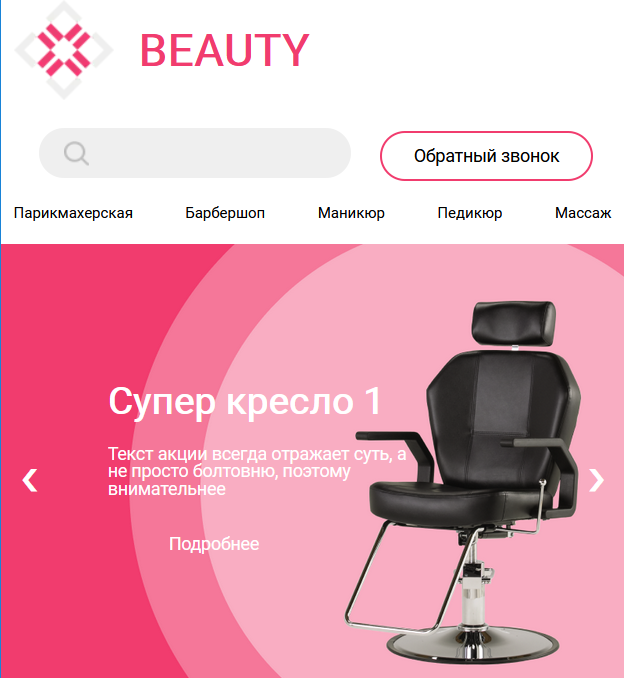 BEAUTY
Обратный звонок
Парикмахерская Барбершоп Маникюр Педикюр Массаж
Супер кресло 1
Текст акции всегда отражает суть, а
не просто болтовню, поэтому
внимательнее
Подробнее